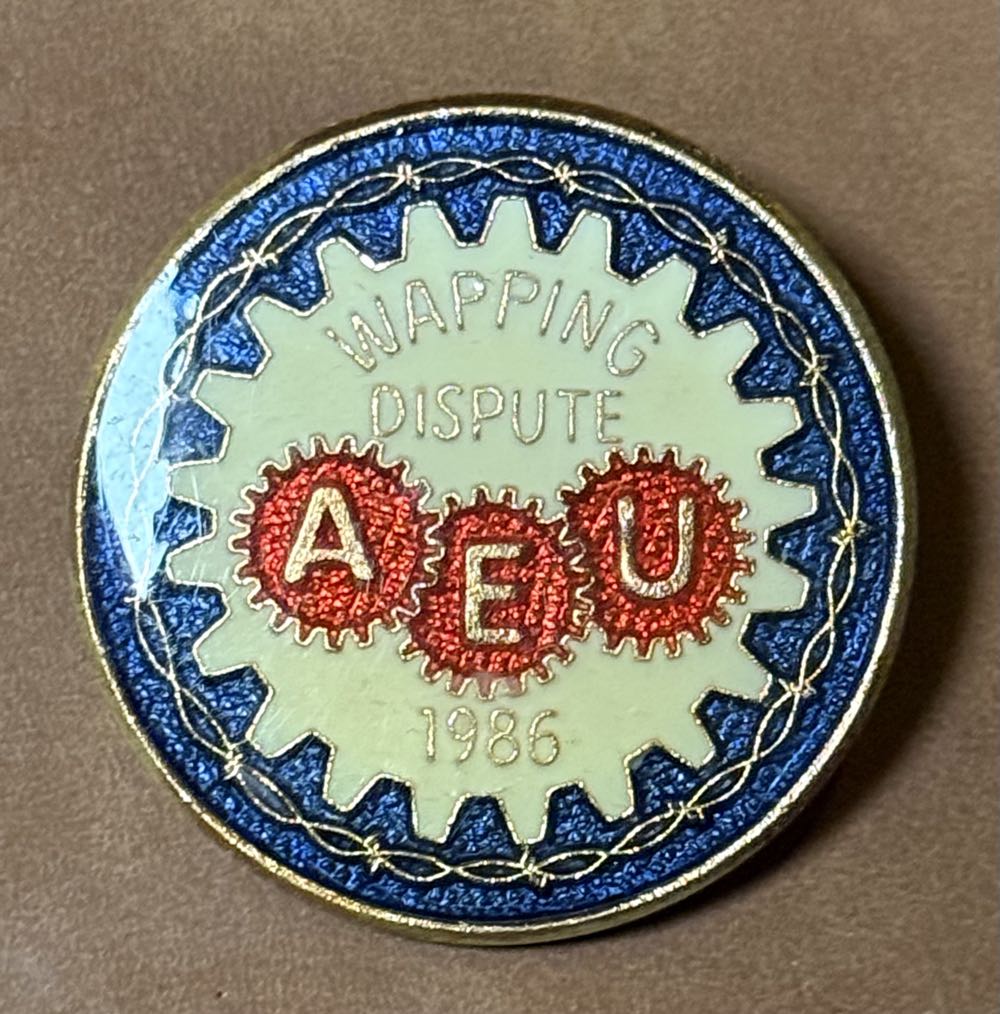 WAPPING
DISPUTE
AEU
1986